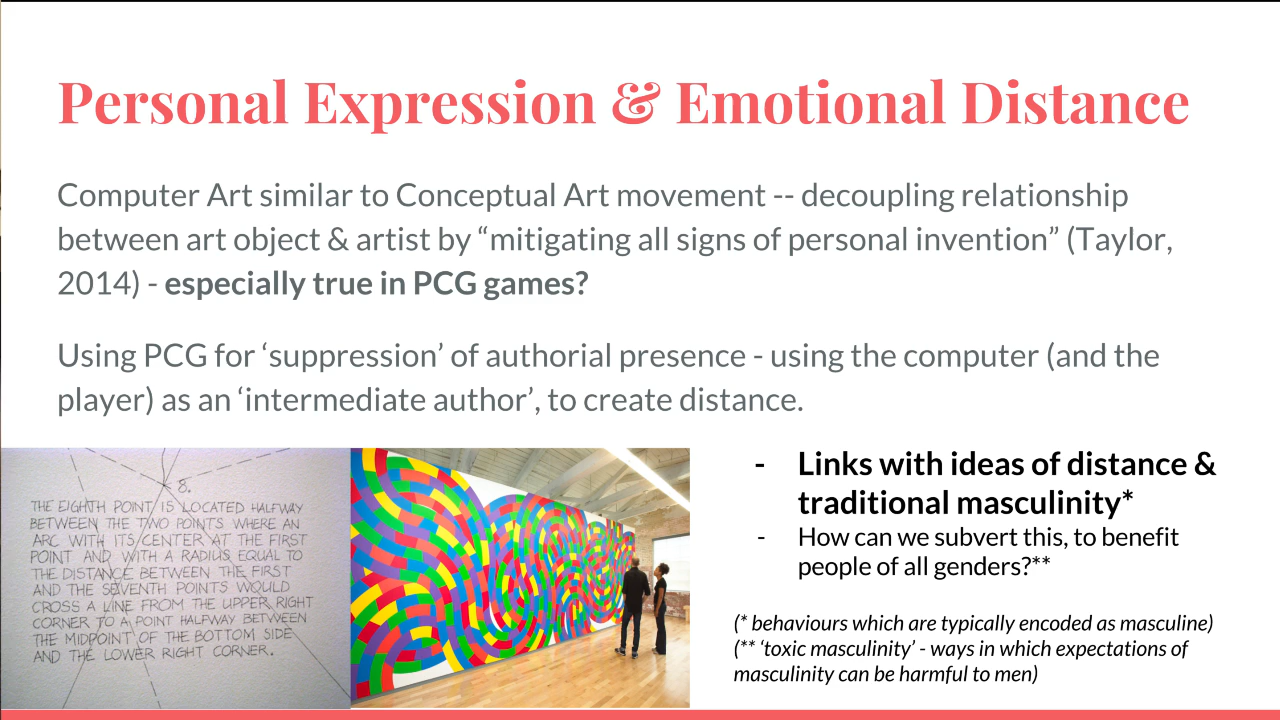 Personal Expression & Emotional Distance
Computer Art similar to Conceptual Art movement -- decoupling relationship
between art object & artist by “mitigating all signs of personal invention” (Taylor,
2014) - especially true in PCG games?
Using PCG for ‘suppression’ of authorial presence - using the computer (and the
player) as an ‘intermediate author’, to create distance.
8.
THE EIGHTH POINT IS LOCATED HALFWAY
BETWEEN THE TWO POINTS WHERE AN
ARC WITH ITS CENTER AT THE FIRST
POINT AND WITH A RADIUS EQUAL TO
THE DISTANCE BETWEEN THE FIRST
AND THE SEVENTH POINTS WOULD
CROSS A LINE FROM THE UPPER RIGHT
CORNER TO A POINT HALFWAY BETWEEN
THE MIDPOINT OF THE BOTTOM SIDE
AND THE LOWER RIGHT CORNER.
- Links with ideas of distance &
traditional masculinity*
- How can we subvert this, to benefit
people of all genders?**
(* behaviours which are typically encoded as masculine)
(** ‘toxic masculinity’ - ways in which expectations of
masculinity can be harmful to men)